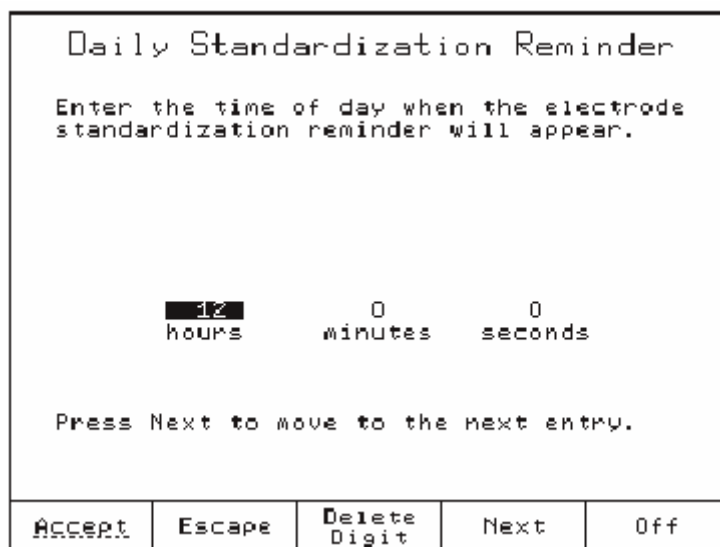 Daily Standardization Reminder
Enter the time of day when the electrode
standardization reminder will appear.
12 0 0
hours minutes seconds
Press Next to move to the next entry.
Accept Escape Delete Digit Next Off